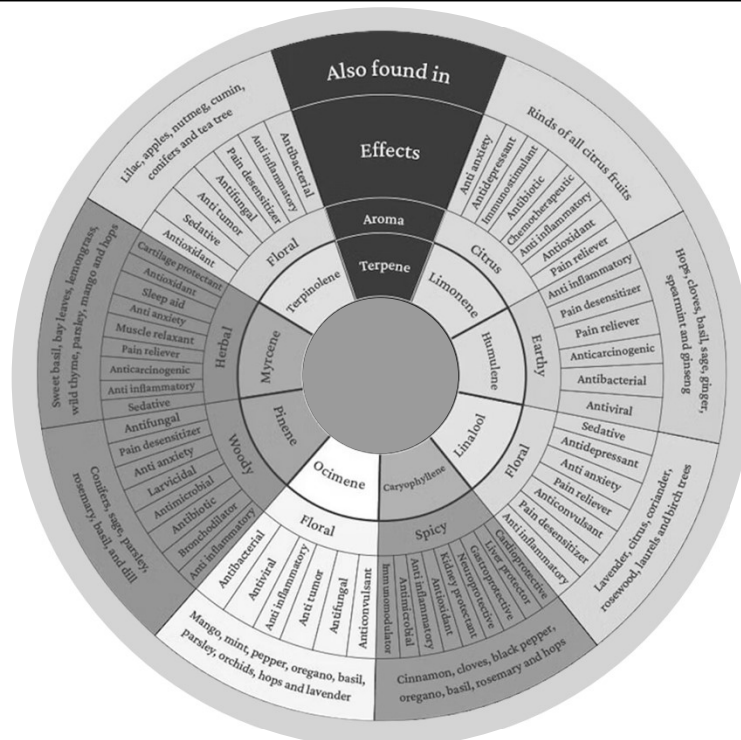 Also found in
Effects
Aroma
Terpene
Rinds of all citrus fruits
Anti anxiety
Antidepressant
Immunostimulant
Antibiotic
Chemotherapeutic
Anti inflammatory
Antioxidant
Pain reliever
Citrus
Limonene
Hops, cloves, basil, sage, ginger,
spearmint and ginseng
Anti inflammatory
Pain desensitizer
Pain reliever
Anticarcinogenic
Antibacterial
Antiviral
Earthy
Humulene
Lavender, citrus, coriander,
rosewood, laurels and birch trees
Sedative
Antidepressant
Anti anxiety
Pain reliever
Anticonvulsant
Pain desensitizer
Anti inflammatory
Floral
Linalool
Cinnamon, cloves, black pepper,
oregano, basil, rosemary and hops
Cardioprotective
Liver protector
Gastroprotective
Neuroprotective
Kidney protectant
Antioxidant
Anti inflammatory
Antimicrobial
Immunomodulator
Spicy
Caryophyllene
Mango, mint, pepper, oregano, basil,
parsley, orchids, hops and lavender
Anticonvulsant
Antifungal
Anti tumor
Anti inflammatory
Antiviral
Antibacterial
Floral
Ocimene
Conifers, sage, parsley,
rosemary, basil, and dill
Anti inflammatory
Bronchodilator
Antibiotic
Antimicrobial
Larvicidal
Anti anxiety
Pain desensitizer
Antifungal
Woody
Pinene
Sweet basil, bay leaves, lemongrass,
wild thyme, parsley, mango and hops
Sedative
Anti inflammatory
Anticarcinogenic
Pain reliever
Muscle relaxant
Anti anxiety
Sleep aid
Antioxidant
Cartilage protectant
Herbal
Myrcene
Lilac, apples, nutmeg, cumin,
conifers and tea tree
Antioxidant
Sedative
Anti tumor
Antifungal
Pain desensitizer
Anti inflammatory
Antibacterial
Floral
Terpinolene